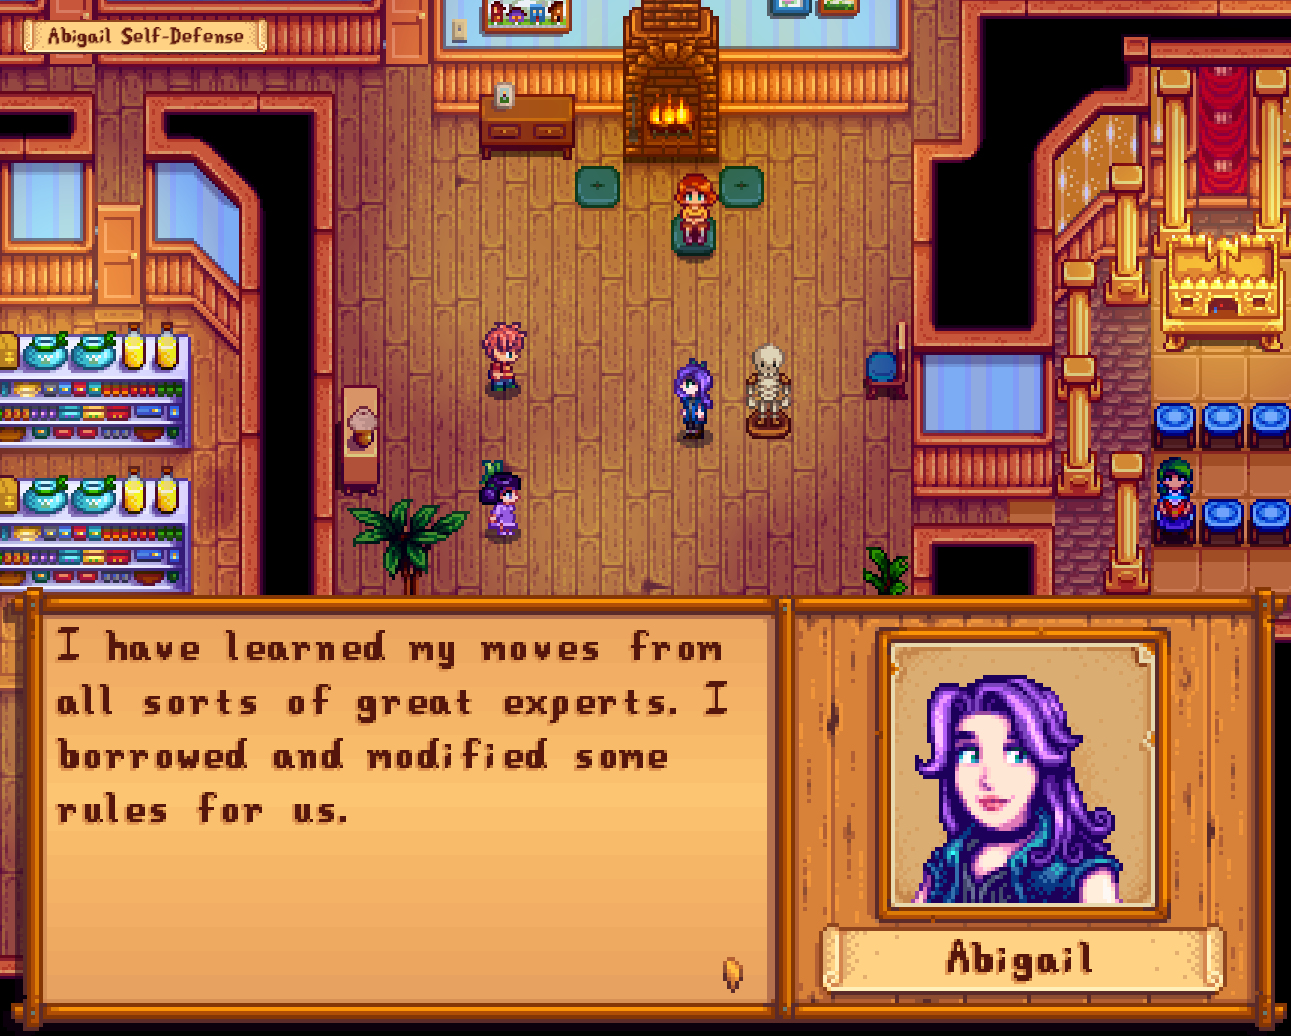 Abigail Self-Defense
I have learned my moves from
all sorts of great experts. I
borrowed and modified some
rules for us.
Abigail